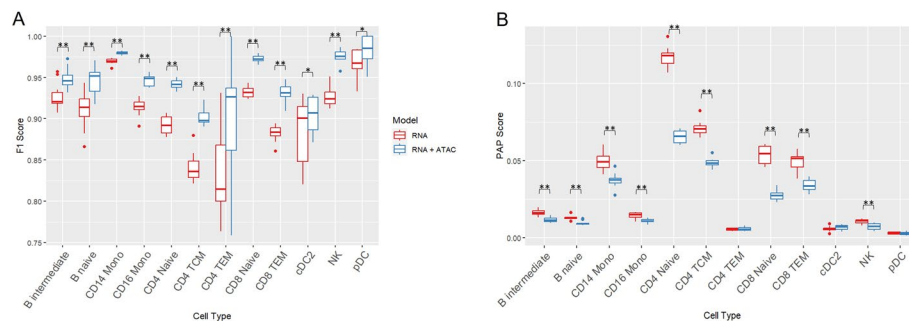 A
B
F1 Score
1.00
0.95
0.90
0.85
0.80
0.75
** ** ** ** ** ** ** ** ** * ** *
B intermediate
B naive
CD14 Mono
CD16 Mono
CD4 Naive
CD4 TCM
CD4 TEM
CD8 Naive
CD8 TEM
cDC2
NK
pDC
Cell Type
Model
RNA
RNA + ATAC
PAP Score
0.10
0.05
0.00
** ** ** ** ** ** ** ** **
B intermediate
B naive
CD14 Mono
CD16 Mono
CD4 Naive
CD4 TCM
CD4 TEM
CD8 Naive
CD8 TEM
cDC2
NK
pDC
Cell Type